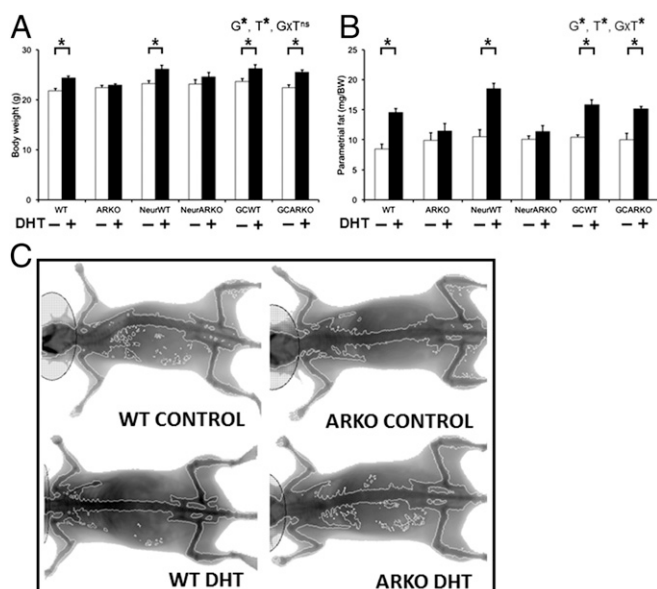 A
G*, T*, GxTns
*
*
*
*
Body weight (g)
30
20
10
0
WT
ARKO
NeurWT
NeurARKO
GCWT
GCARKO
DHT
– + – + – + – + – + – +
B
G*, T*, GxT*
*
*
*
*
Parametrial fat (mg/BW)
25
20
15
10
5
0
WT
ARKO
NeurWT
NeurARKO
GCWT
GCARKO
DHT
– + – + – + – + – + – +
C
WT CONTROL
ARKO CONTROL
WT DHT
ARKO DHT